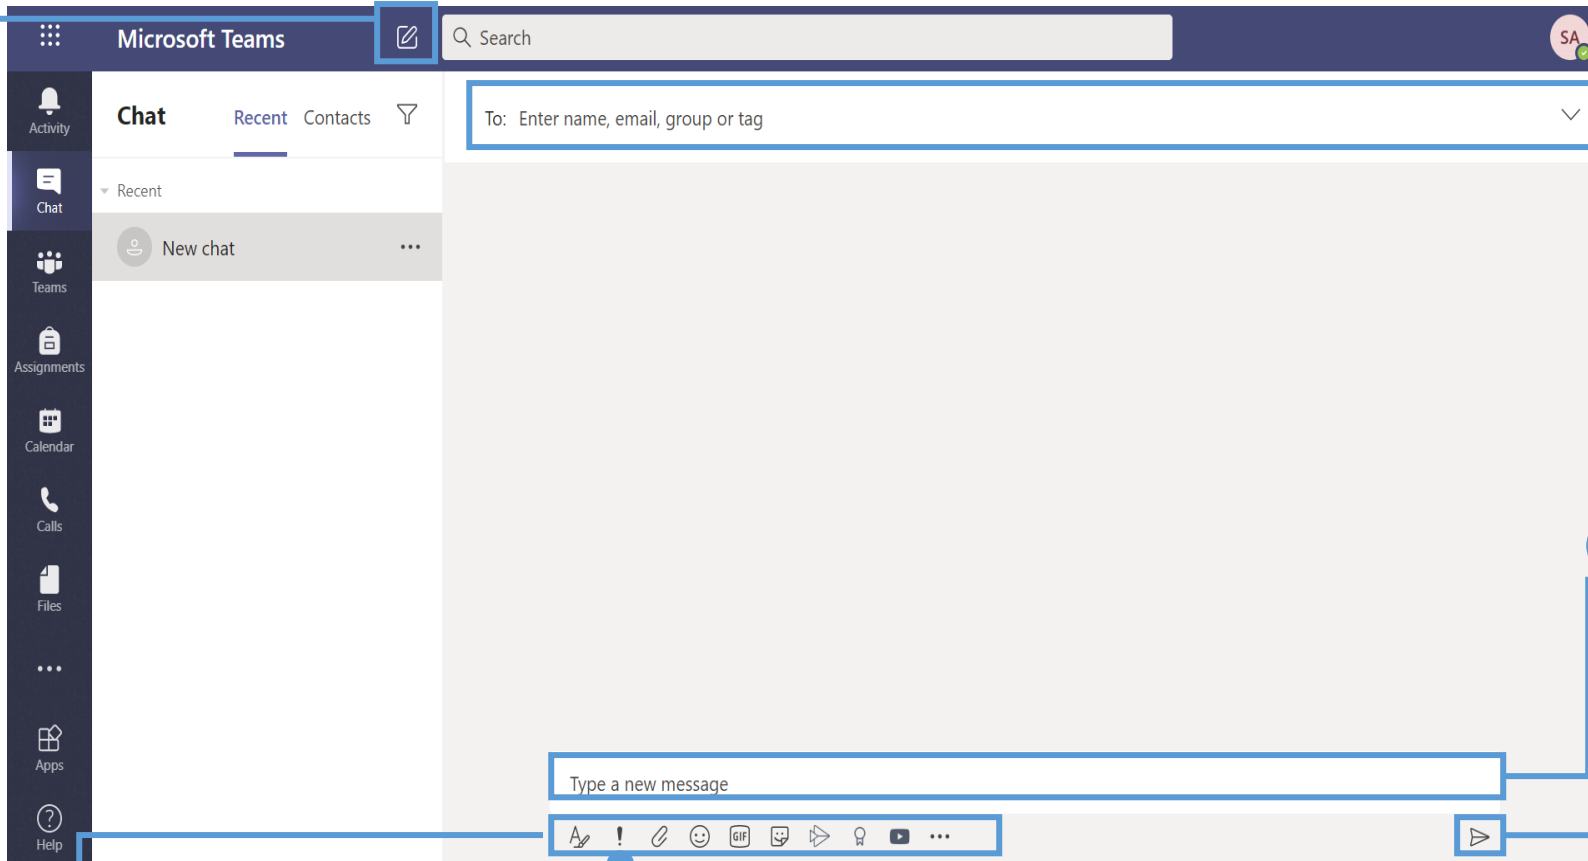 Microsoft Teams
Search
SA
Activity
Chat
Teams
Assignments
Calendar
Calls
Files
Apps
Help
Chat
Recent
Contacts
Recent
New chat
To: Enter name, email, group or tag
Type a new message
GIF